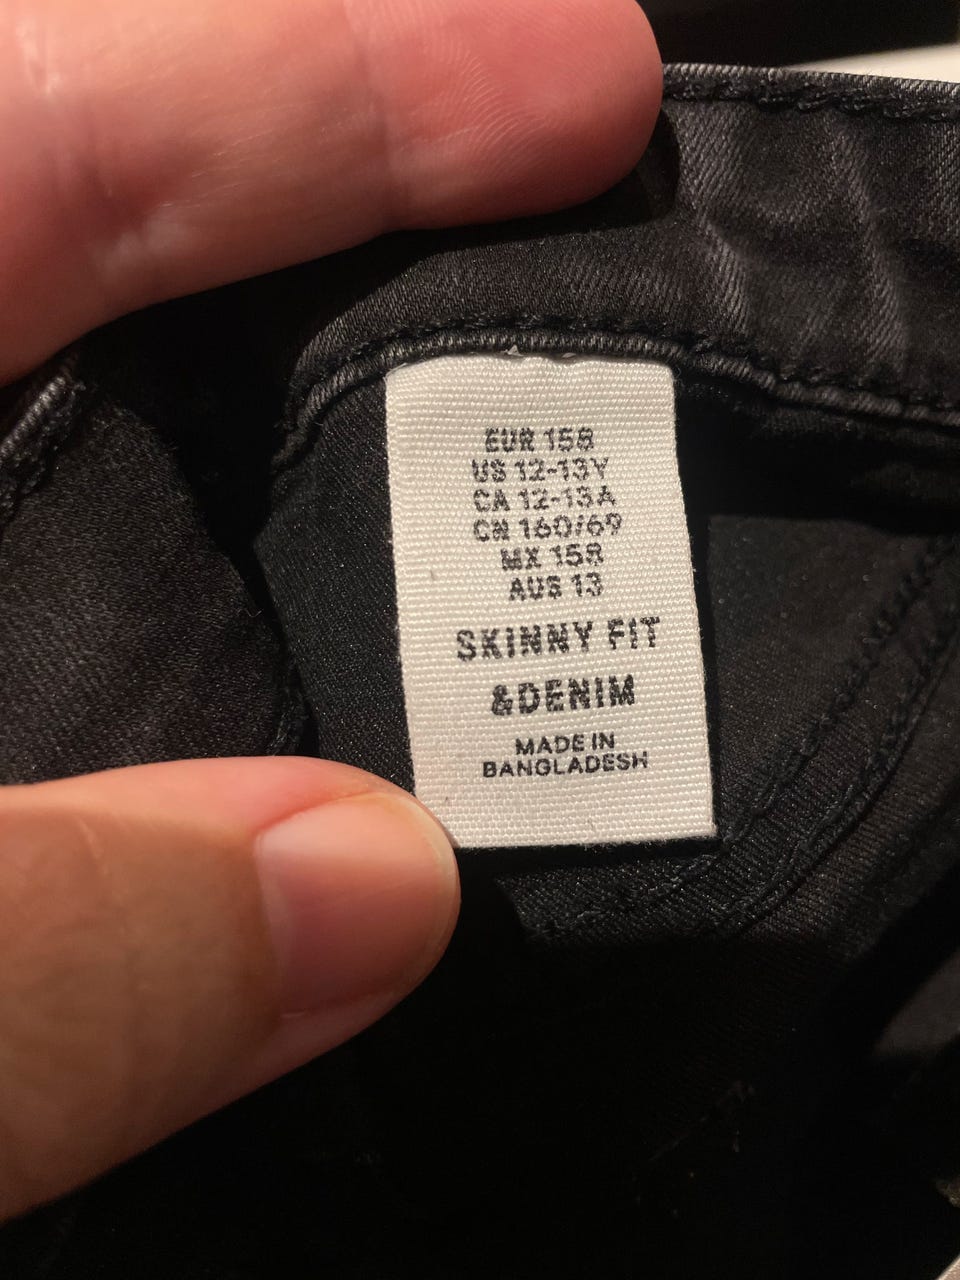 EUR 158
US 12-13Y
CA 12-13A
CN 160/69
MX 158
AUS 13
SKINNY FIT
&DENIM
MADE IN
BANGLADESH